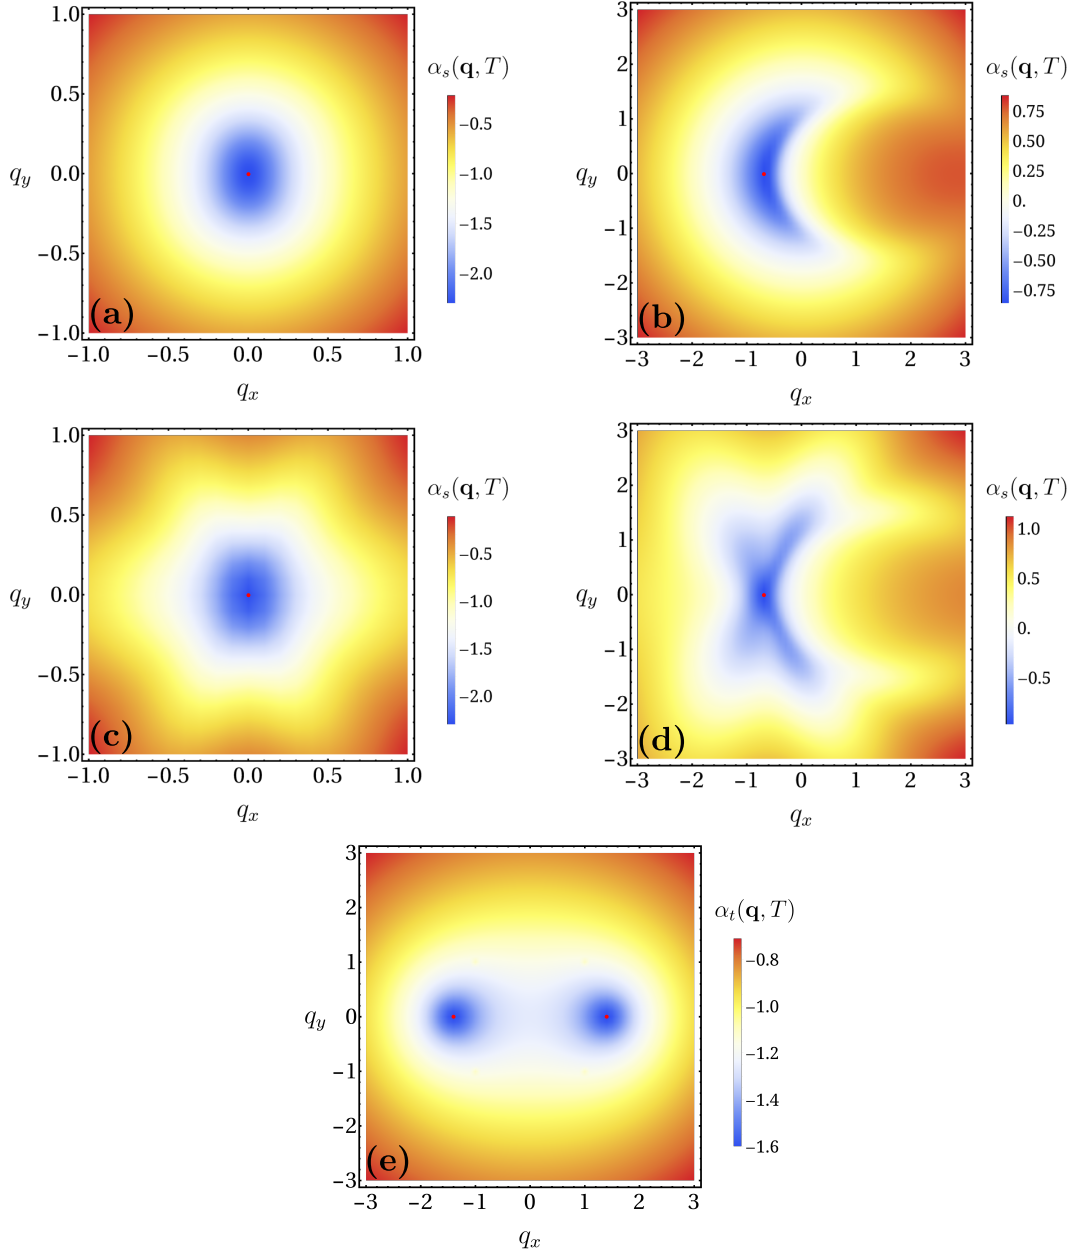 1.0
0.5
0.0
−0.5
−1.0
q_y
−1.0 −0.5 0.0 0.5 1.0
q_x
(a)
α_s(q, T)
−0.5
−1.0
−1.5
−2.0
3
2
1
0
−1
−2
−3
q_y
−3 −2 −1 0 1 2 3
q_x
(b)
α_s(q, T)
0.75
0.50
0.25
0.
−0.25
−0.50
−0.75
1.0
0.5
0.0
−0.5
−1.0
q_y
−1.0 −0.5 0.0 0.5 1.0
q_x
(c)
α_s(q, T)
−0.5
−1.0
−1.5
−2.0
3
2
1
0
−1
−2
−3
q_y
−3 −2 −1 0 1 2 3
q_x
(d)
α_s(q, T)
1.0
0.5
0.
−0.5
3
2
1
0
−1
−2
−3
q_y
−3 −2 −1 0 1 2 3
q_x
(e)
α_t(q, T)
−0.8
−1.0
−1.2
−1.4
−1.6